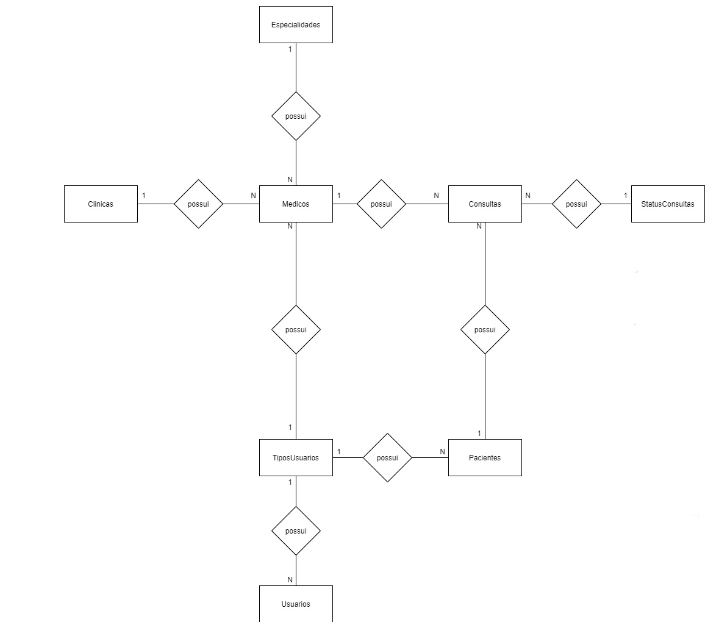 Especialidades
1
possui
N
Clinicas
1
possui
N
Medicos
1
possui
N
Consultas
N
possui
1
StatusConsultas
N
N
possui
possui
1
1
TiposUsuarios
1
possui
N
Pacientes
1
possui
N
Usuarios